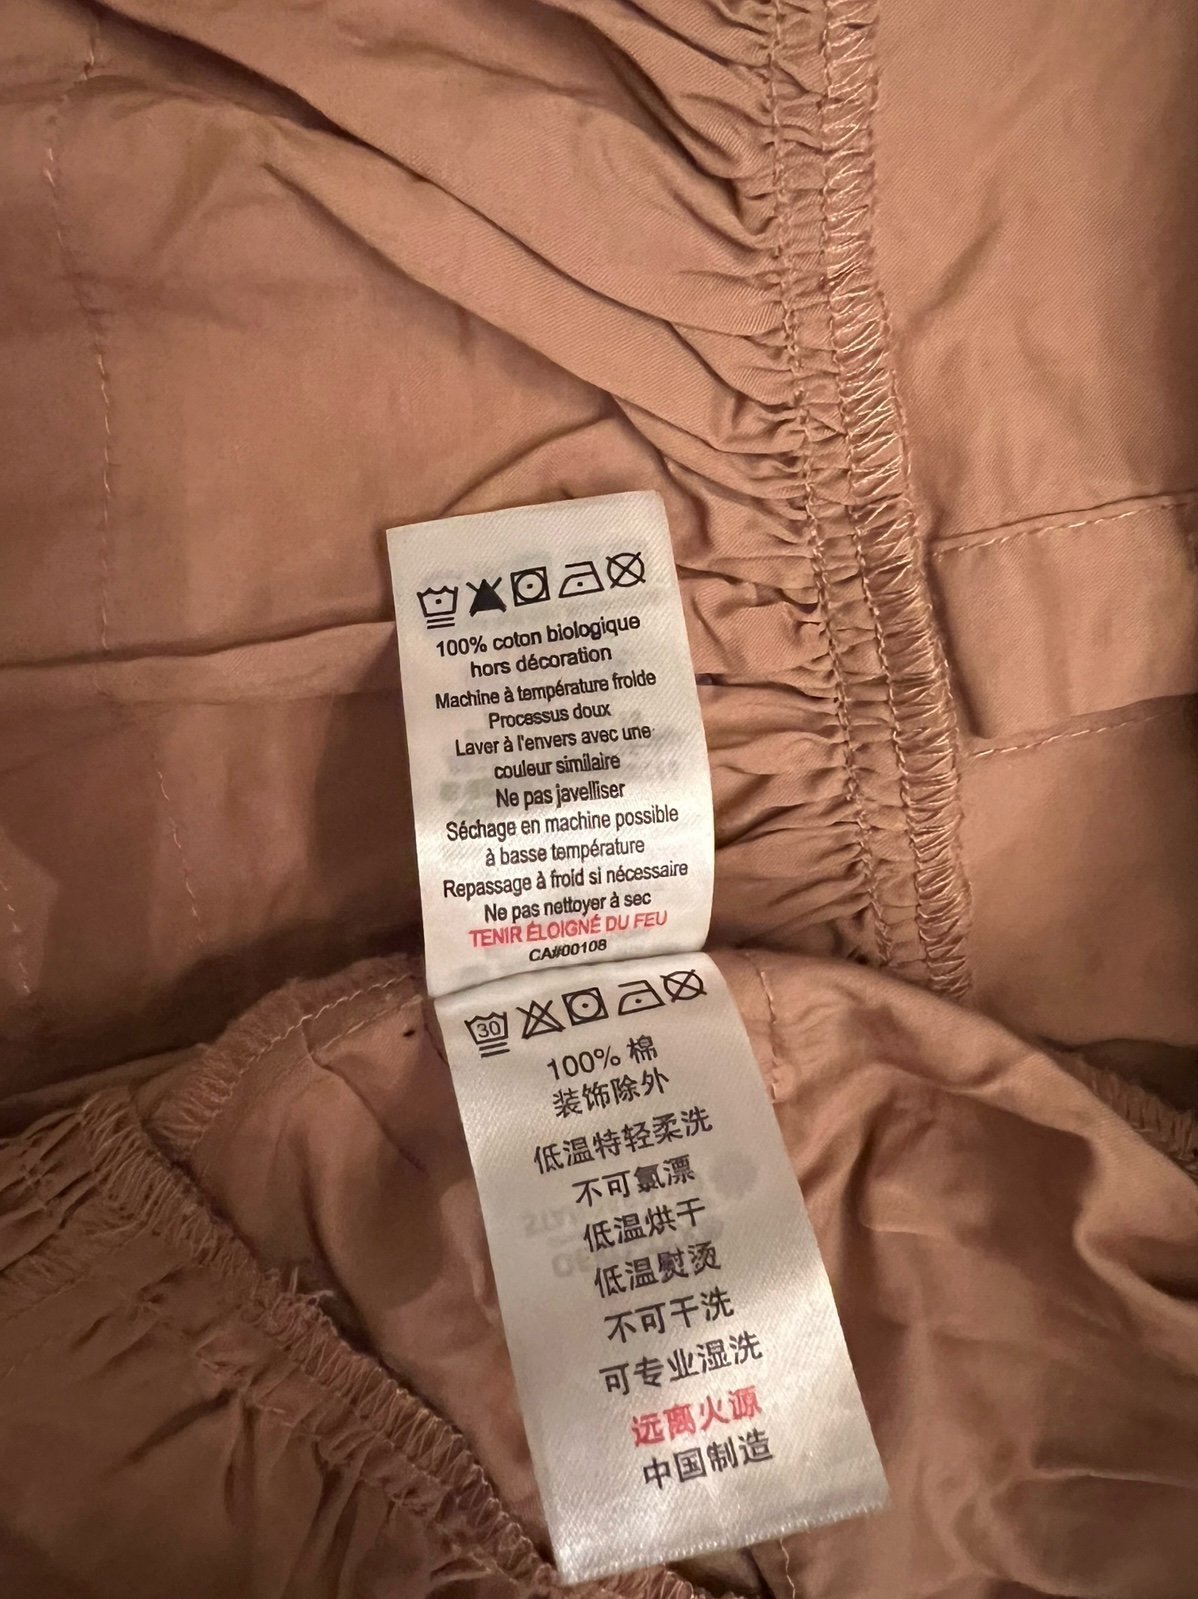 100% coton biologique
hors décoration
Machine à température froide
Processus doux
Laver à l'envers avec une
couleur similaire
Ne pas javelliser
Séchage en machine possible
à basse température
Repassage à froid si nécessaire
Ne pas nettoyer à sec
TENIR ÉLOIGNÉ DU FEU
CA#00108
30
100% 棉
装饰除外
低温特轻柔洗
不可氯漂
低温烘干
低温熨烫
不可干洗
可专业湿洗
远离火源
中国制造